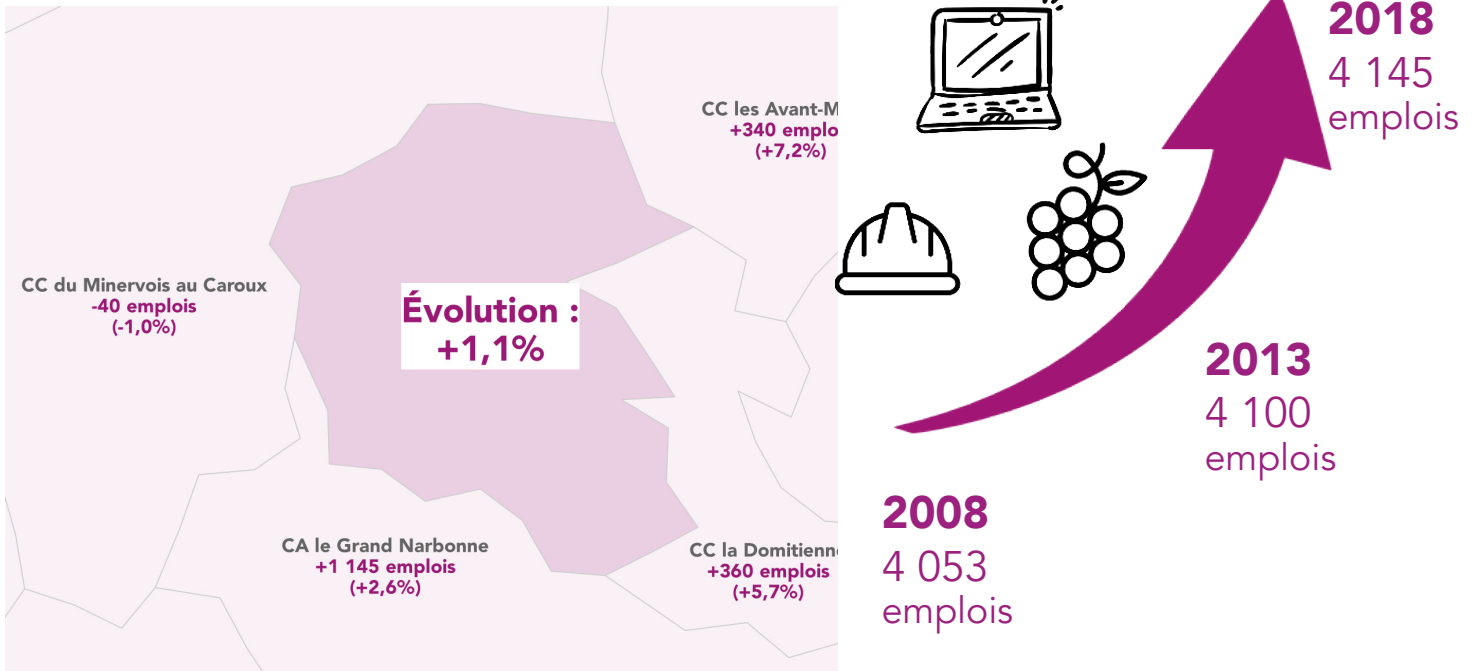 CC les Avant-M
+340 emplo
(+7,2%)
CC du Minervois au Caroux
-40 emplois
(-1,0%)
Évolution :
+1,1%
CA le Grand Narbonne
+1 145 emplois
(+2,6%)
CC la Domitienn
+360 emplois
(+5,7%)
2018
4 145
emplois
2013
4 100
emplois
2008
4 053
emplois